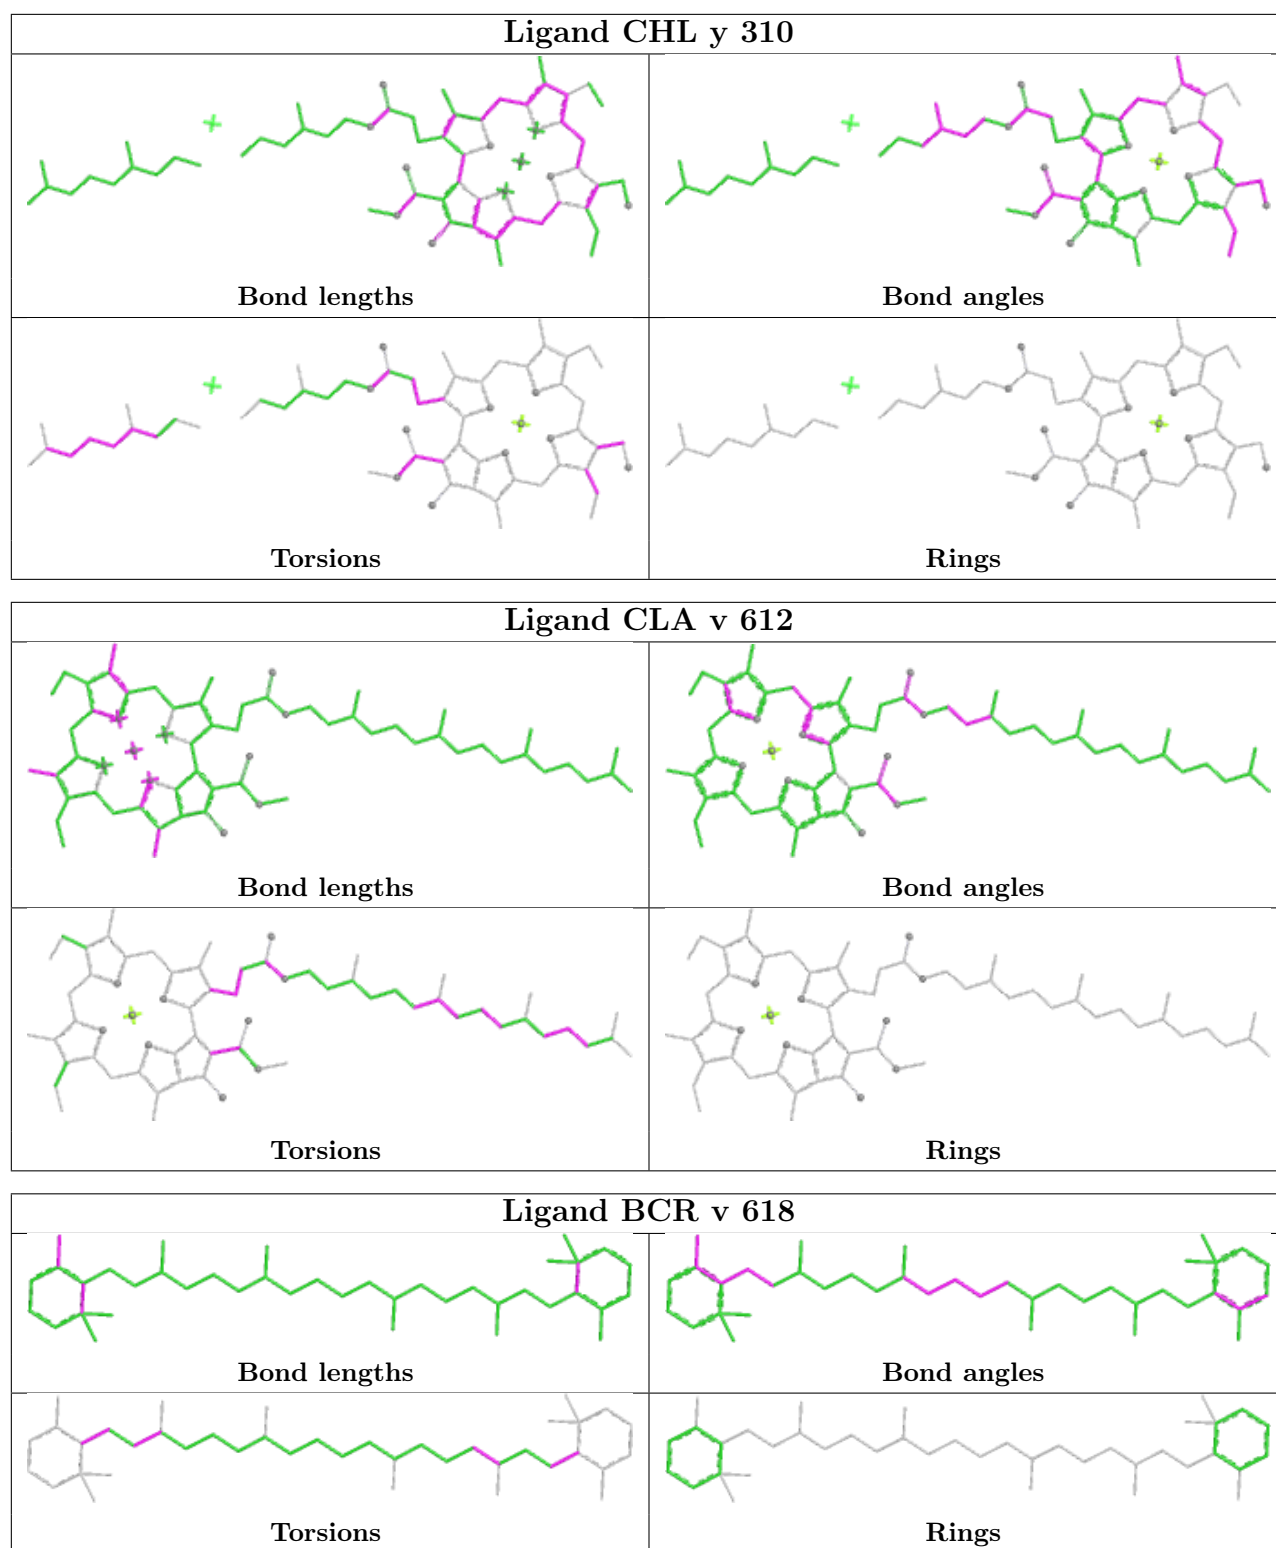 Ligand CHL y 310
Bond lengths
Bond angles
Torsions
Rings
Ligand CLA v 612
Bond lengths
Bond angles
Torsions
Rings
Ligand BCR v 618
Bond lengths
Bond angles
Torsions
Rings